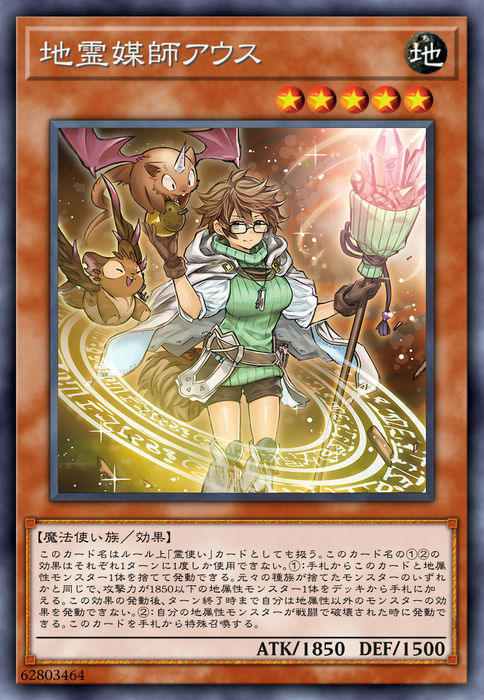 地霊媒師アウス
ち
地
【魔法使い族／効果】
このカード名はルール上「霊使い」カードとしても扱う。このカード名の①②の
効果はそれぞれ1ターンに1度しか使用できない。①：手札からこのカードと地属
性モンスター1体を捨てて発動できる。元々の種族が捨てたモンスターのいずれ
かと同じで、攻撃力が1850以下の地属性モンスター1体をデッキから手札に加
える。この効果の発動後、ターン終了時まで自分は地属性以外のモンスターの効
果を発動できない。②：自分の地属性モンスターが戦闘で破壊された時に発動で
きる。このカードを手札から特殊召喚する。
ATK/1850 DEF/1500
62803464